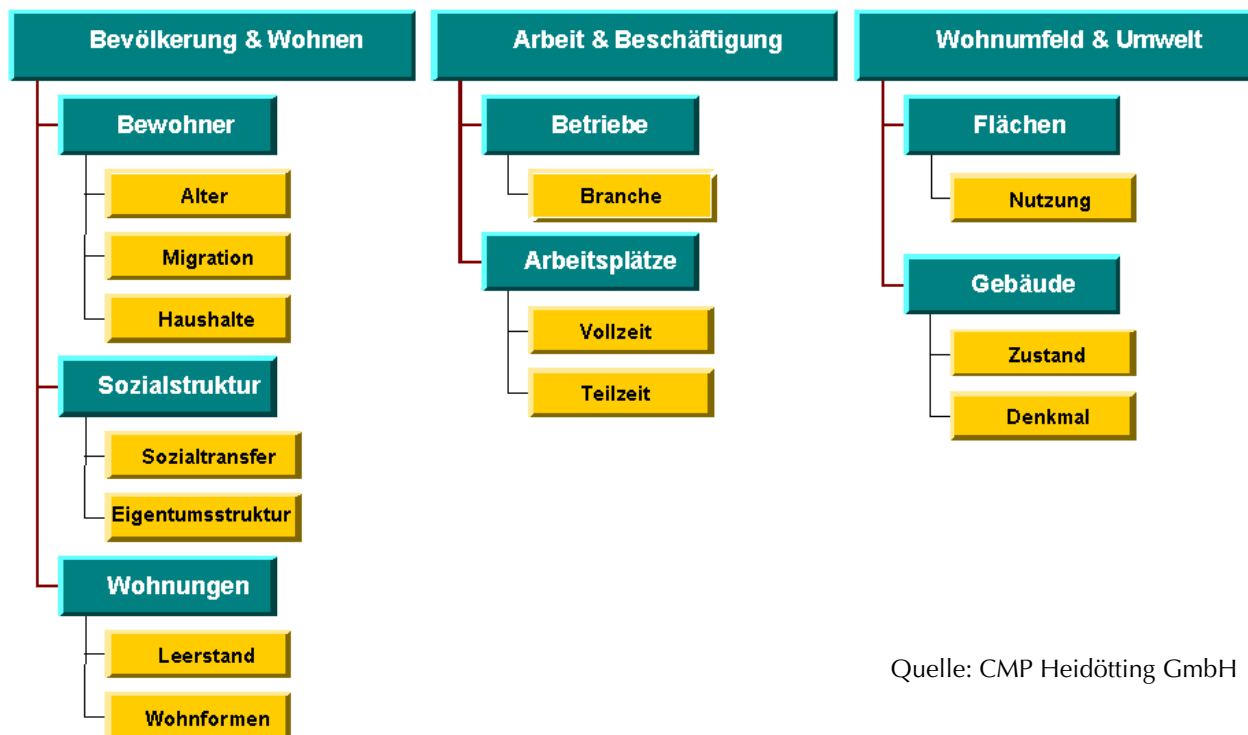 Bevölkerung & Wohnen
Bewohner
Alter
Migration
Haushalte
Sozialstruktur
Sozialtransfer
Eigentumsstruktur
Wohnungen
Leerstand
Wohnformen
Arbeit & Beschäftigung
Betriebe
Branche
Arbeitsplätze
Vollzeit
Teilzeit
Wohnumfeld & Umwelt
Flächen
Nutzung
Gebäude
Zustand
Denkmal
Quelle: CMP Heidötting GmbH